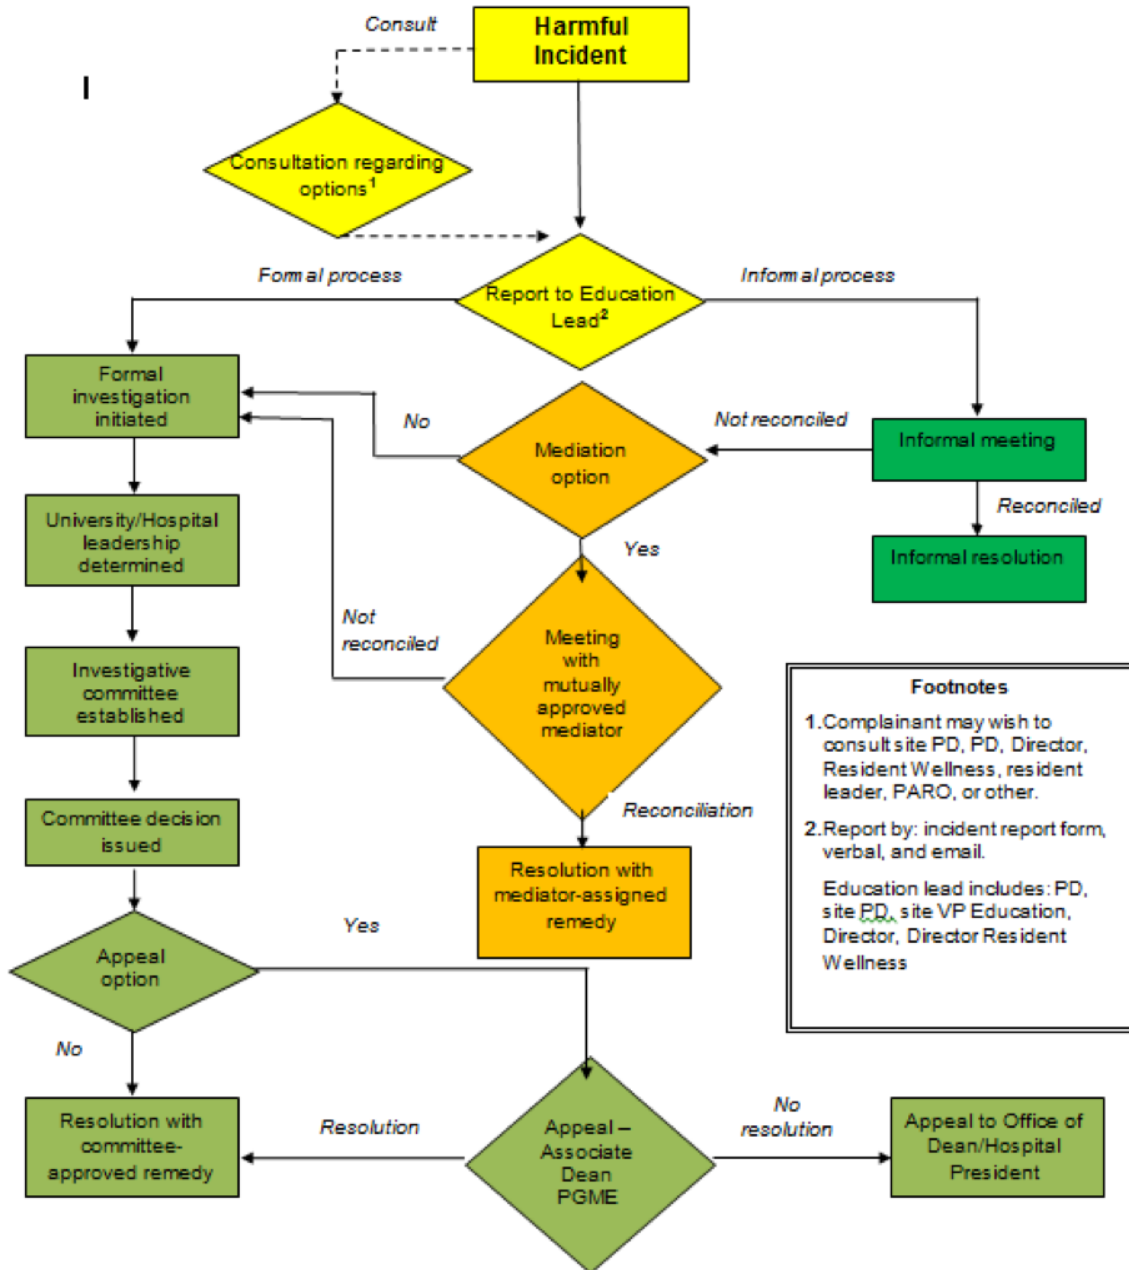 Consult
Harmful
Incident
I
Consultation regarding
options1
Formal process
Informal process
Report to Education
Lead2
Formal
investigation
initiated
No
Not reconciled
Mediation
option
Informal meeting
Reconciled
University/Hospital
leadership
determined
Yes
Informal resolution
Not
reconciled
Meeting
with
mutually
approved
mediator
Investigative
committee
established
Footnotes
1.Complainant may wish to
consult site PD, PD, Director,
Resident Wellness, resident
leader, PARO, or other.
2.Report by: incident report form,
verbal, and email.
Education lead includes: PD,
site PD, site VP Education,
Director, Director Resident
Wellness
Committee decision
issued
Reconciliation
Resolution with
mediator-assigned
remedy
Yes
Appeal
option
No
Resolution with
committee-
approved remedy
Resolution
Appeal –
Associate
Dean
PGME
No
resolution
Appeal to Office of
Dean/Hospital
President